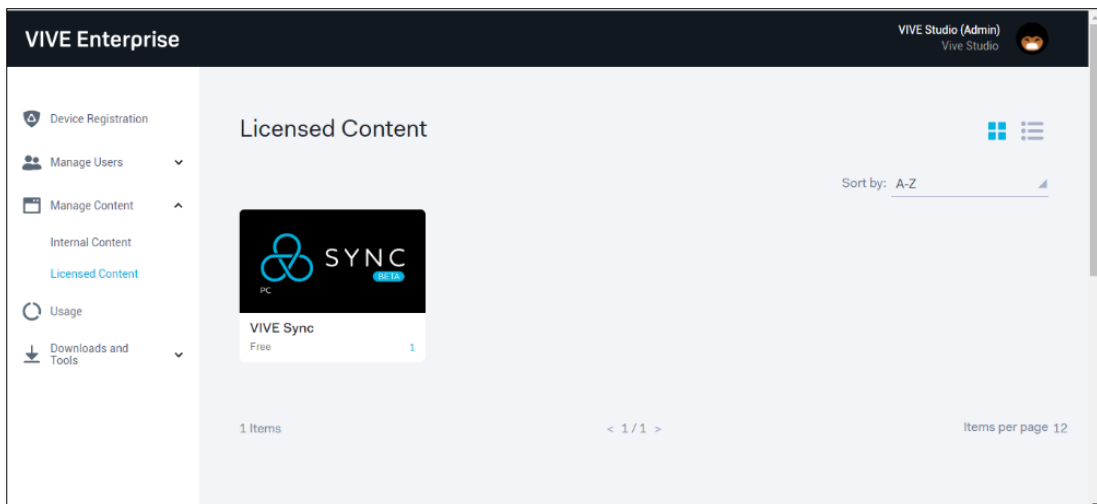 VIVE Enterprise
VIVE Studio (Admin)
Vive Studio
Device Registration
Manage Users
Manage Content
Internal Content
Licensed Content
Usage
Downloads and
Tools
Licensed Content
Sort by: A-Z
SYNC
BETA
PC
VIVE Sync
Free 1
1 Items < 1 / 1 > Items per page 12